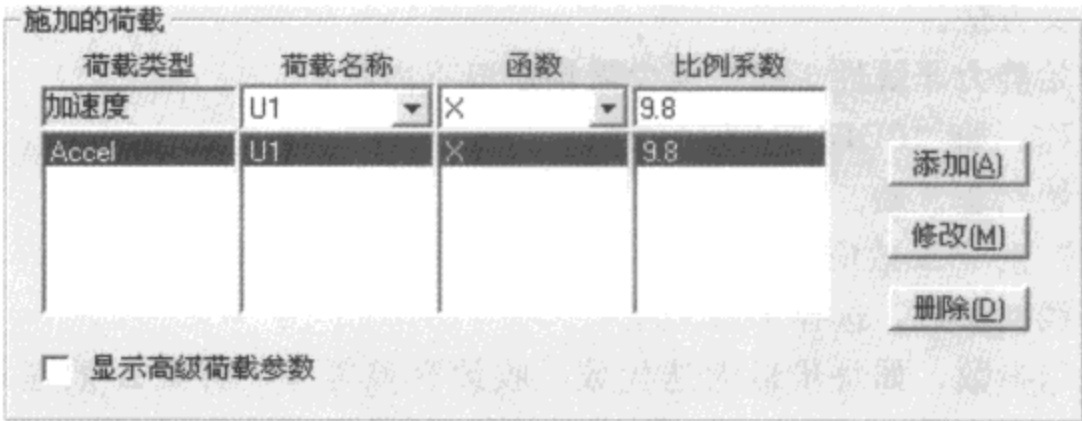 施加的荷载
荷载类型 荷载名称 函数 比例系数
加速度 U1 X 9.8
Accel U1 X 9.8
添加(A)
修改(M)
删除(D)
显示高级荷载参数